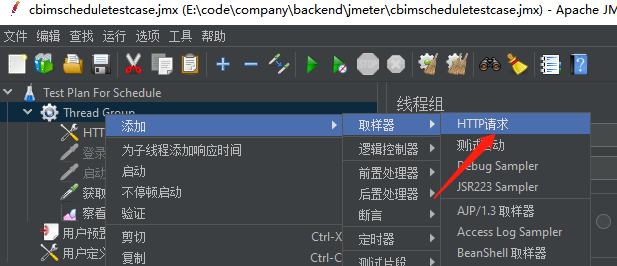 cbimscheduletestcase.jmx (E:\code\company\backend\jmeter\cbimscheduletestcase.jmx) - Apache JM
文件 编辑 查找 运行 选项 工具 帮助
Test Plan For Schedule
Thread Group
HTT
登录
启动
获取
察看
用户预置
用户定义
线程组
添加
为子线程添加响应时间
启动
不停顿启动
验证
剪切 Ctrl-X
复制 Ctrl-C
取样器
逻辑控制器
前置处理器
后置处理器
断言
定时器
测试片段
HTTP请求
测试活动
Debug Sampler
JSR223 Sampler
AJP/1.3 取样器
Access Log Sampler
BeanShell 取样器